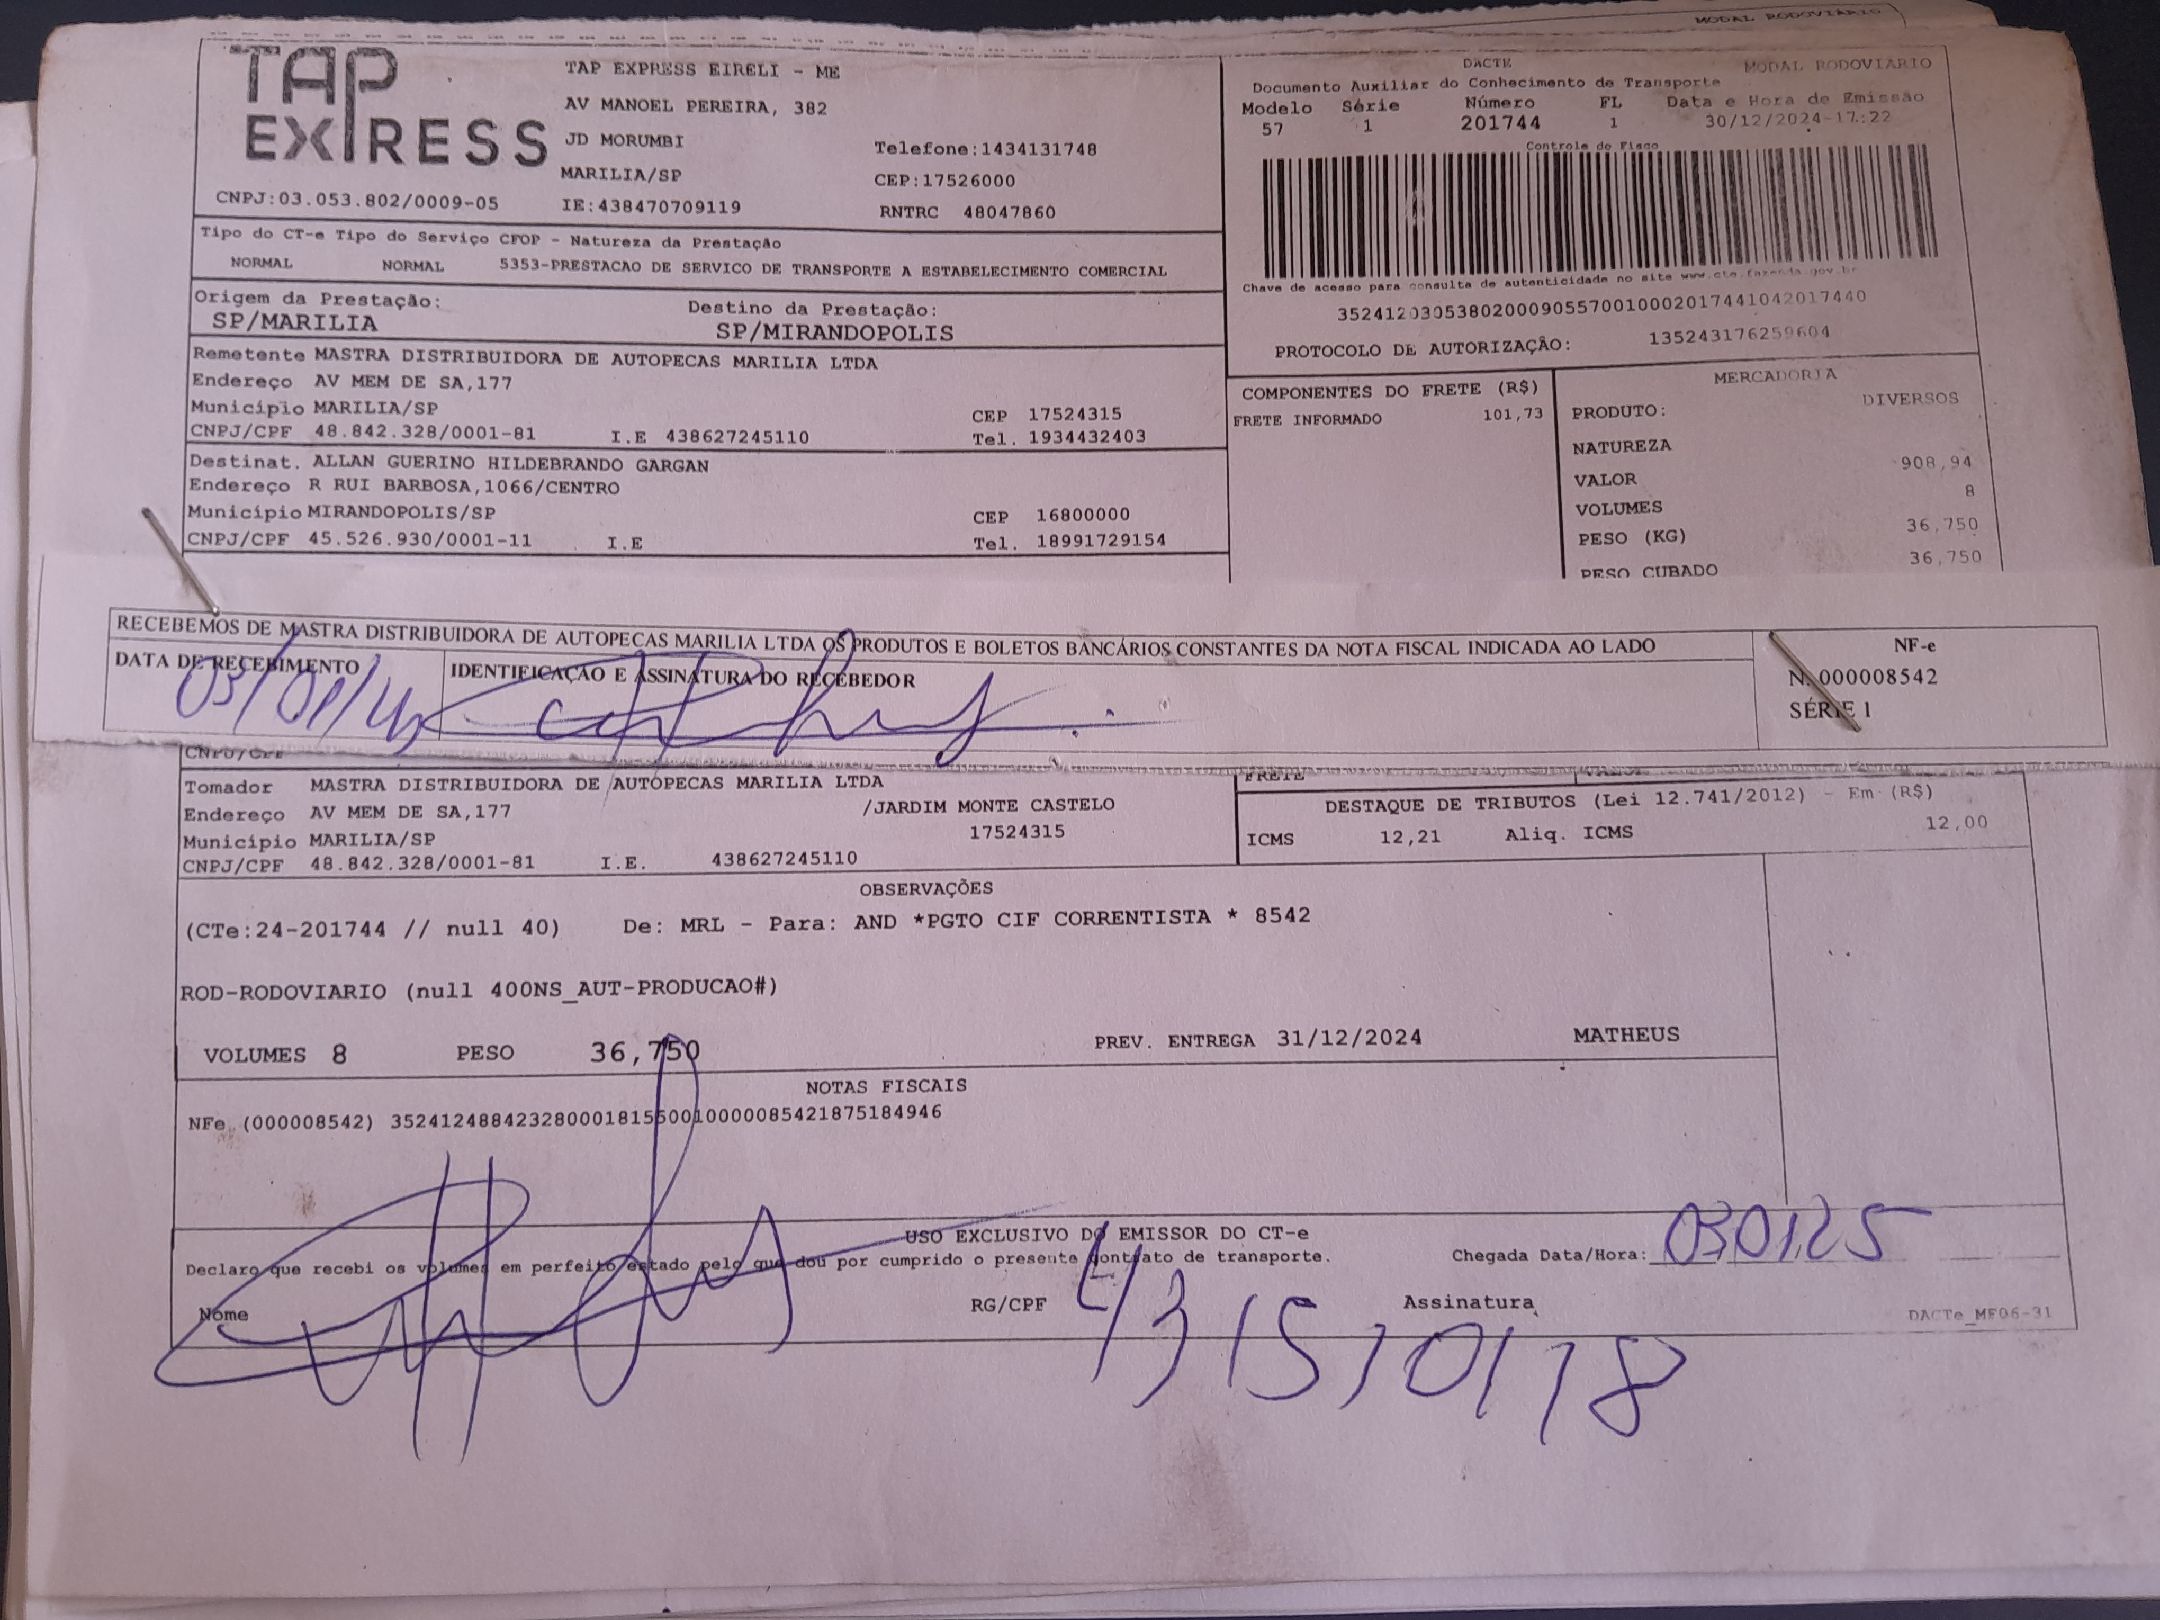 MODAL RODOVIÁRIO
TAP EXPRESS
TAP EXPRESS EIRELI - ME
AV MANOEL PEREIRA, 382
JD MORUMBI
MARILIA/SP
Telefone:1434131748
CEP:17526000
CNPJ:03.053.802/0009-05 IE:438470709119 RNTRC 48047860
DACTE MODAL RODOVIARIO
Documento Auxiliar do Conhecimento de Transporte
Modelo Série Número FL Data e Hora de Emissão
57 1 201744 1 30/12/2024-17:22
Controle do Fisco
Chave de acesso para consulta de autenticidade no site www.cte.fazenda.gov.br
35241203053802000905570010002017441042017440
PROTOCOLO DE AUTORIZAÇÃO: 135243176259604
Tipo do CT-e Tipo do Serviço CFOP - Natureza da Prestação
NORMAL NORMAL 5353-PRESTACAO DE SERVICO DE TRANSPORTE A ESTABELECIMENTO COMERCIAL
Origem da Prestação: Destino da Prestação:
SP/MARILIA SP/MIRANDOPOLIS
Remetente MASTRA DISTRIBUIDORA DE AUTOPECAS MARILIA LTDA
Endereço AV MEM DE SA,177
Município MARILIA/SP CEP 17524315
CNPJ/CPF 48.842.328/0001-81 I.E 438627245110 Tel. 1934432403
Destinat. ALLAN GUERINO HILDEBRANDO GARGAN
Endereço R RUI BARBOSA,1066/CENTRO
Município MIRANDOPOLIS/SP CEP 16800000
CNPJ/CPF 45.526.930/0001-11 I.E Tel. 18991729154
COMPONENTES DO FRETE (R$)
FRETE INFORMADO 101,73
MERCADORIA
PRODUTO: DIVERSOS
NATUREZA
VALOR 908,94
VOLUMES 8
PESO (KG) 36,750
PESO CUBADO 36,750
RECEBEMOS DE MASTRA DISTRIBUIDORA DE AUTOPECAS MARILIA LTDA OS PRODUTOS E BOLETOS BANCÁRIOS CONSTANTES DA NOTA FISCAL INDICADA AO LADO
DATA DE RECEBIMENTO IDENTIFICAÇÃO E ASSINATURA DO RECEBEDOR
NF-e
N. 000008542
SÉRIE 1
CNPJ/CPF
Tomador MASTRA DISTRIBUIDORA DE AUTOPECAS MARILIA LTDA
Endereço AV MEM DE SA,177 /JARDIM MONTE CASTELO
Município MARILIA/SP 17524315
CNPJ/CPF 48.842.328/0001-81 I.E. 438627245110
FRETE VALOR
DESTAQUE DE TRIBUTOS (Lei 12.741/2012) - Em (R$)
ICMS 12,21 Aliq. ICMS 12,00
OBSERVAÇÕES
(CTe:24-201744 // null 40) De: MRL - Para: AND *PGTO CIF CORRENTISTA * 8542
ROD-RODOVIARIO (null 400NS_AUT-PRODUCAO#)
VOLUMES 8 PESO 36,750 PREV. ENTREGA 31/12/2024 MATHEUS
NOTAS FISCAIS
NFe (000008542) 35241248842328000181550010000085421875184946
USO EXCLUSIVO DO EMISSOR DO CT-e
Declaro que recebi os volumes em perfeito estado pelo que dou por cumprido o presente contrato de transporte. Chegada Data/Hora: 030125
Nome RG/CPF Assinatura
DACTe_MF06-31